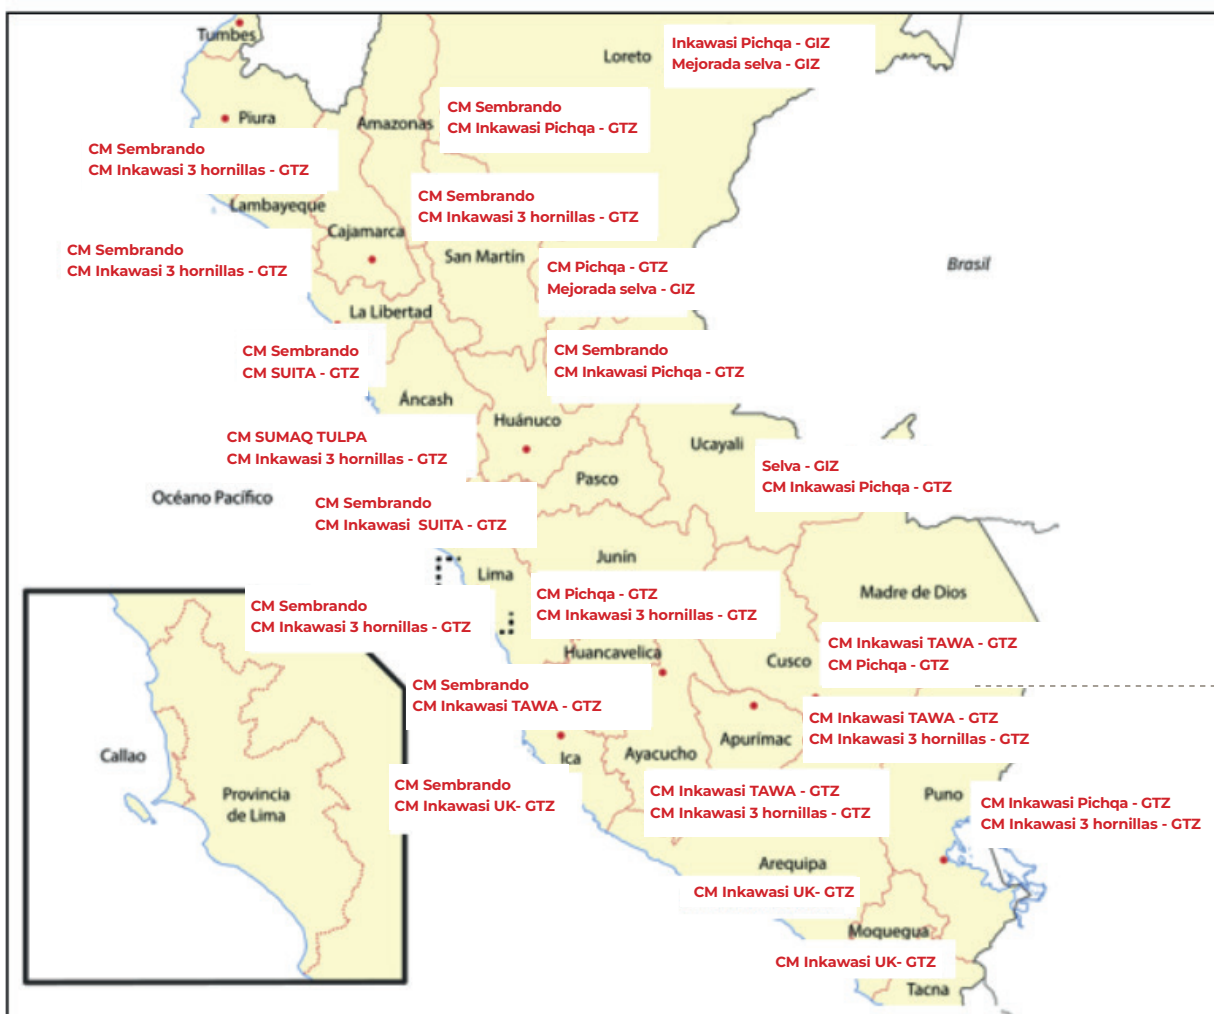 Tumbes
Loreto
Inkawasi Pichqa - GIZ
Mejorada selva - GIZ
Piura
Amazonas
CM Sembrando
CM Inkawasi Pichqa - GTZ
CM Sembrando
CM Inkawasi 3 hornillas - GTZ
Lambayeque
CM Sembrando
CM Inkawasi 3 hornillas - GTZ
Cajamarca
CM Sembrando
CM Inkawasi 3 hornillas - GTZ
San Martín
CM Pichqa - GTZ
Mejorada selva - GIZ
Brasil
La Libertad
CM Sembrando
CM SUITA - GTZ
CM Sembrando
CM Inkawasi Pichqa - GTZ
Áncash
Huánuco
Ucayali
CM SUMAQ TULPA
CM Inkawasi 3 hornillas - GTZ
Pasco
Selva - GIZ
CM Inkawasi Pichqa - GTZ
Océano Pacífico
CM Sembrando
CM Inkawasi SUITA - GTZ
Junín
Lima
Madre de Dios
CM Sembrando
CM Inkawasi 3 hornillas - GTZ
CM Pichqa - GTZ
CM Inkawasi 3 hornillas - GTZ
Huancavelica
Cusco
CM Inkawasi TAWA - GTZ
CM Pichqa - GTZ
CM Sembrando
CM Inkawasi TAWA - GTZ
CM Inkawasi TAWA - GTZ
CM Inkawasi 3 hornillas - GTZ
Apurímac
Ayacucho
Ica
Callao
Provincia
de Lima
CM Sembrando
CM Inkawasi UK- GTZ
CM Inkawasi TAWA - GTZ
CM Inkawasi 3 hornillas - GTZ
Puno
CM Inkawasi Pichqa - GTZ
CM Inkawasi 3 hornillas - GTZ
Arequipa
CM Inkawasi UK- GTZ
Moquegua
CM Inkawasi UK- GTZ
Tacna